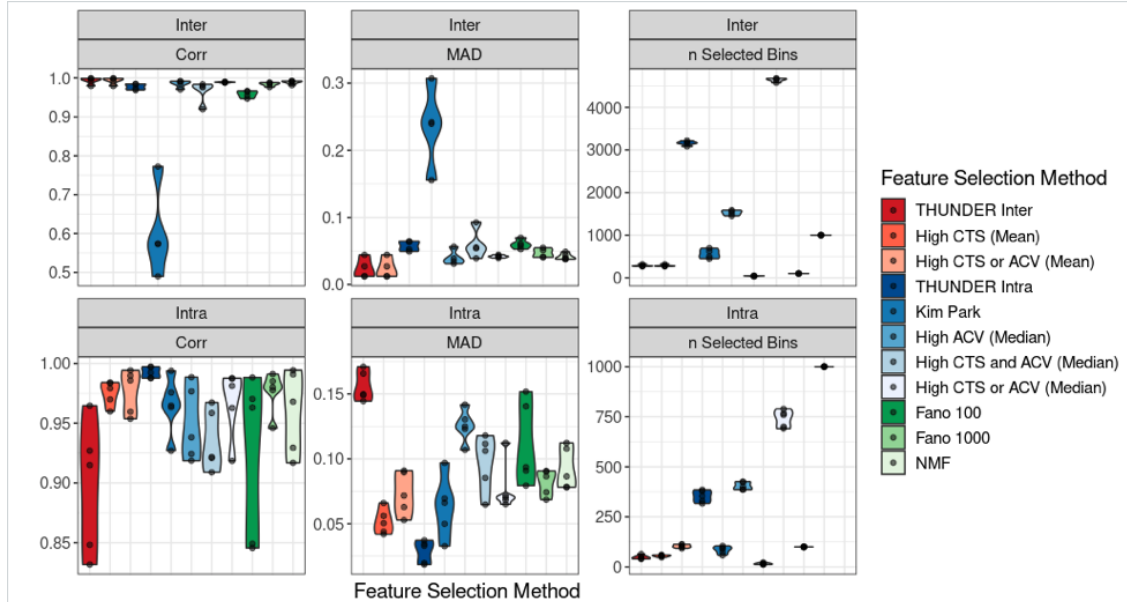 Inter
Inter
Inter
Corr
MAD
n Selected Bins
1.0
0.9
0.8
0.7
0.6
0.5
0.3
0.2
0.1
0.0
4000
3000
2000
1000
0
Intra
Intra
Intra
Corr
MAD
n Selected Bins
1.00
0.95
0.90
0.85
0.15
0.10
0.05
1000
750
500
250
0
Feature Selection Method
Feature Selection Method
THUNDER Inter
High CTS (Mean)
High CTS or ACV (Mean)
THUNDER Intra
Kim Park
High ACV (Median)
High CTS and ACV (Median)
High CTS or ACV (Median)
Fano 100
Fano 1000
NMF